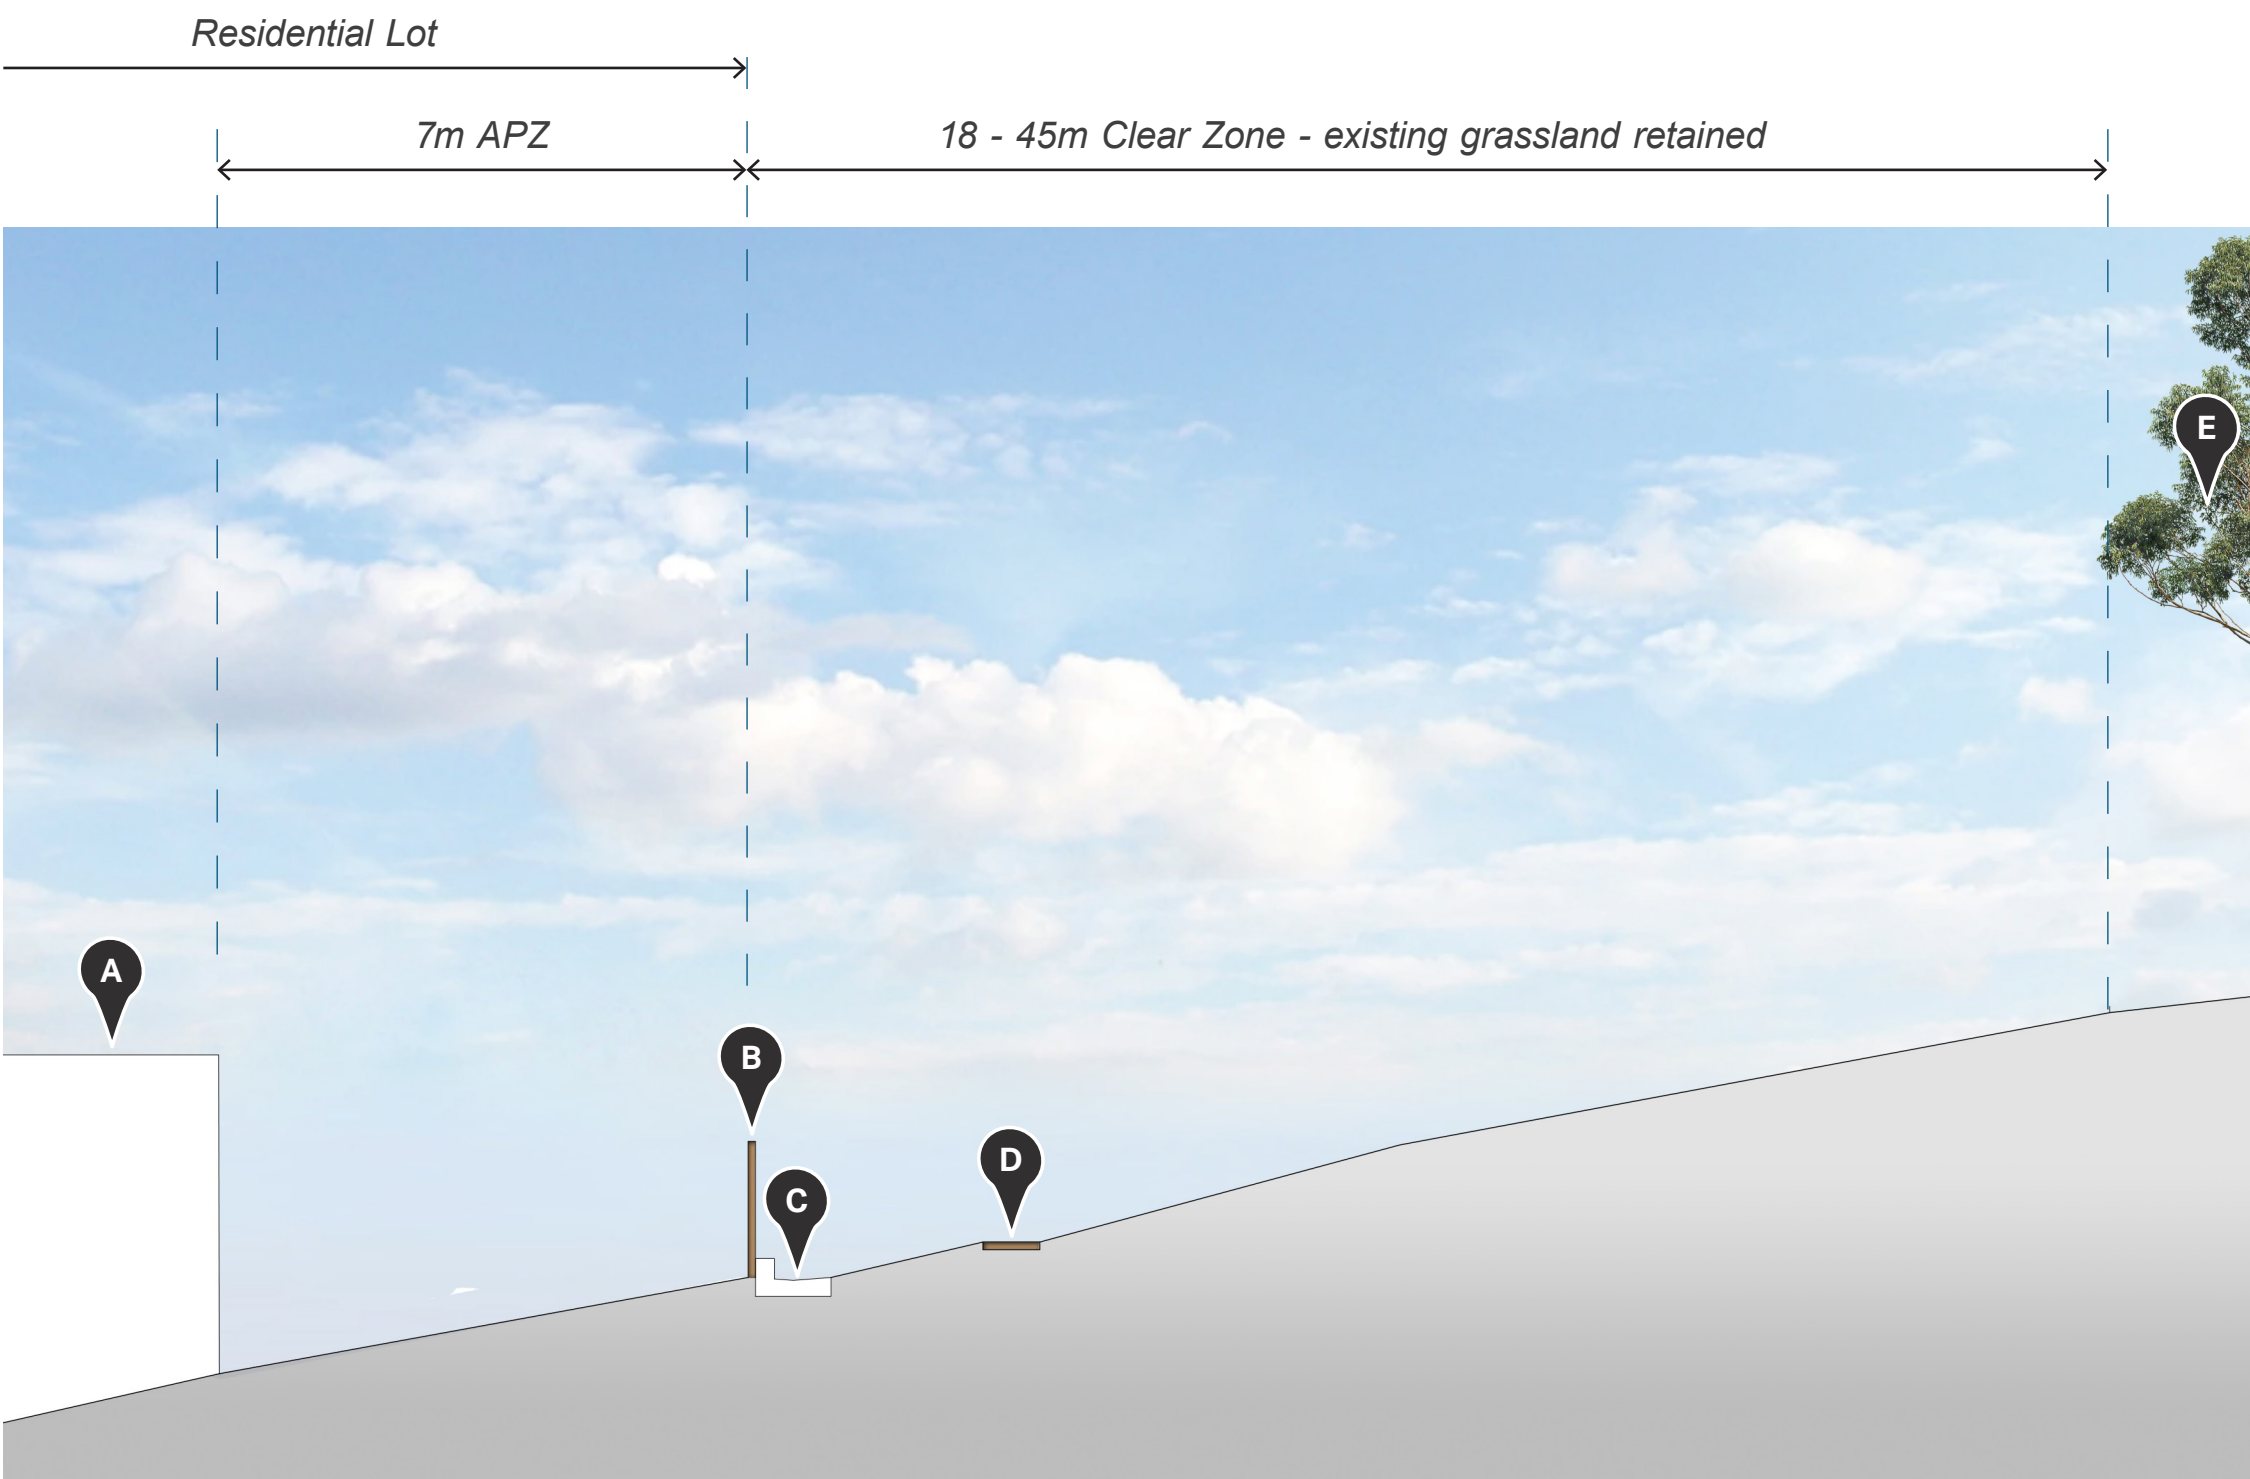 Residential Lot
7m APZ
18 - 45m Clear Zone - existing grassland retained
E
A
B
D
C